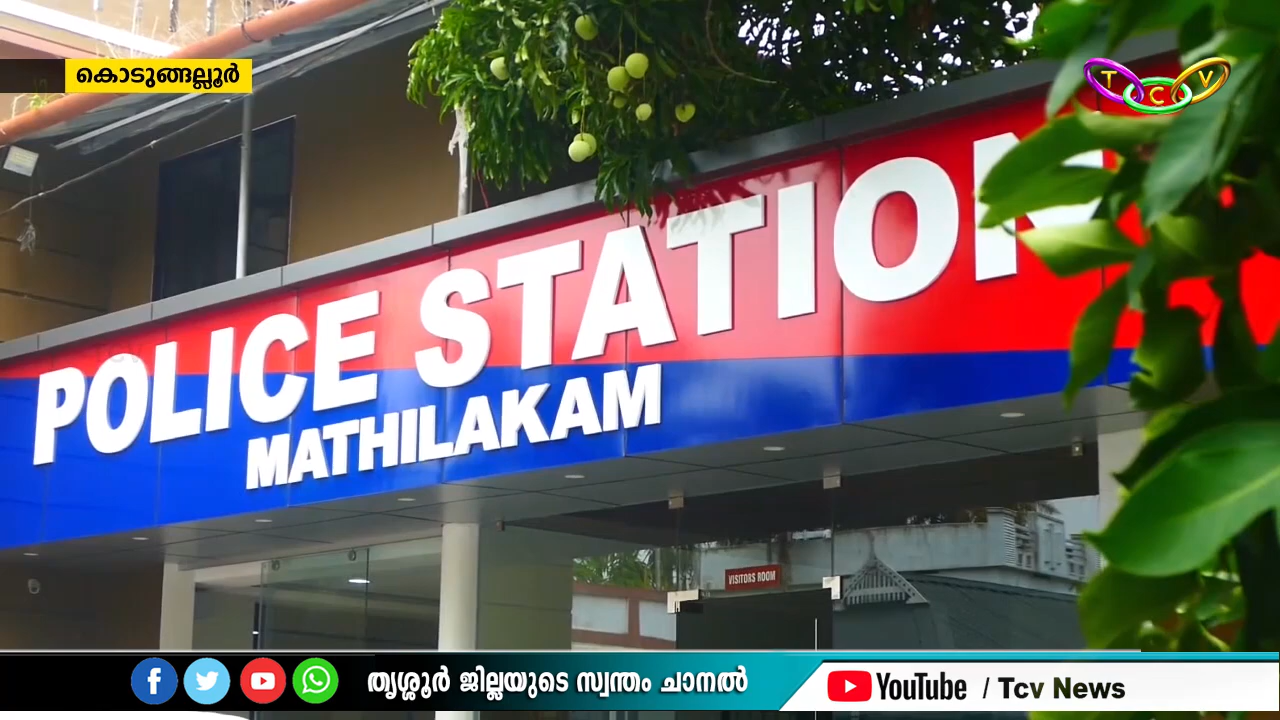 കൊടുങ്ങല്ലൂർ
TCV
POLICE STATION
MATHILAKAM
VISITORS ROOM
തൃശ്ശൂർ ജില്ലയുടെ സ്വന്തം ചാനൽ
YouTube / Tcv News